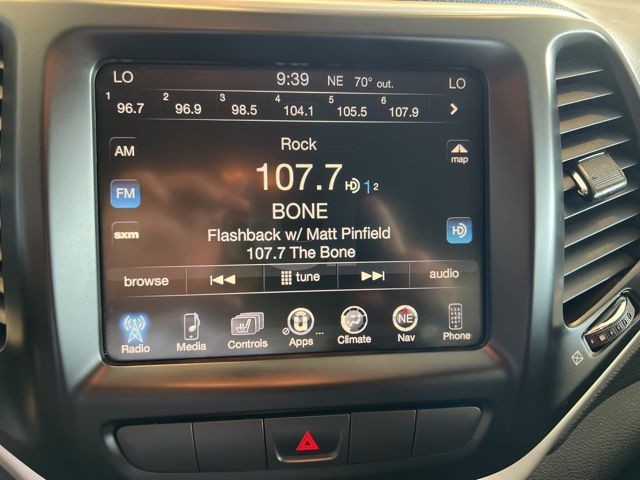 LO 9:39 NE 70° out. LO
1 96.7 2 96.9 3 98.5 4 104.1 5 105.5 6 107.9
AM
Rock
map
FM
107.7 HD 1 2
BONE
sxm
Flashback w/ Matt Pinfield
HD
107.7 The Bone
browse tune audio
NE
Radio Media Controls Apps ... Climate Nav Phone